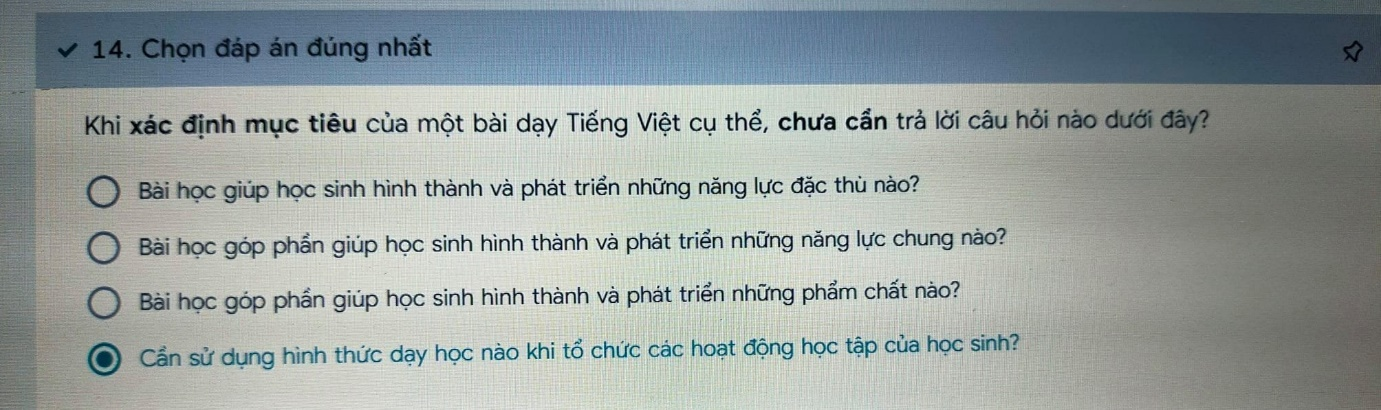 14. Chọn đáp án đúng nhất
Khi xác định mục tiêu của một bài dạy Tiếng Việt cụ thể, chưa cần trả lời câu hỏi nào dưới đây?
Bài học giúp học sinh hình thành và phát triển những năng lực đặc thù nào?
Bài học góp phần giúp học sinh hình thành và phát triển những năng lực chung nào?
Bài học góp phần giúp học sinh hình thành và phát triển những phẩm chất nào?
Cần sử dụng hình thức dạy học nào khi tổ chức các hoạt động học tập của học sinh?